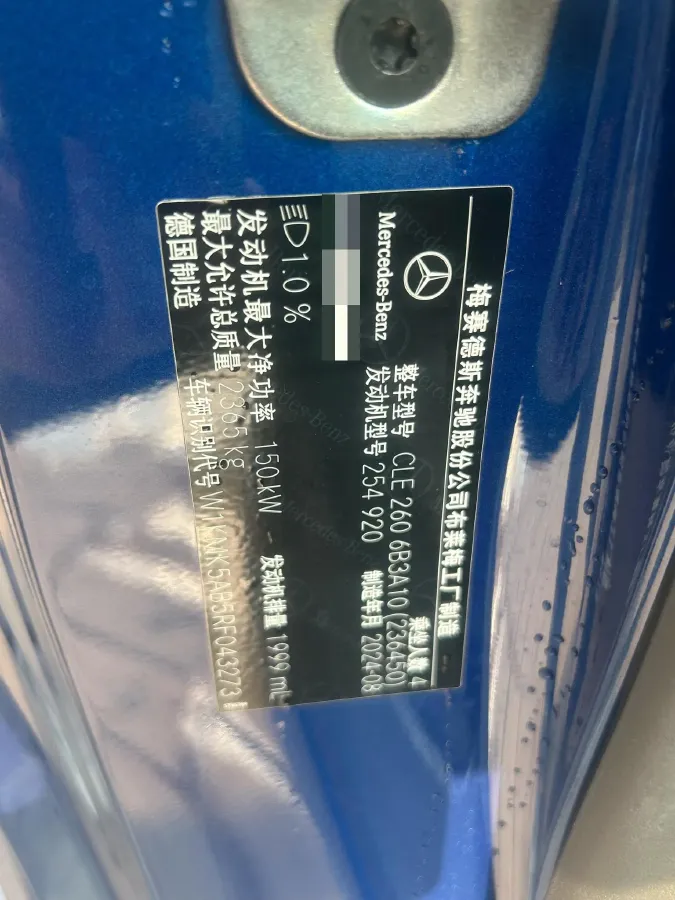 梅赛德斯奔驰股份公司布莱梅工厂制造
乘坐人数 4
Mercedes-Benz
整车型号 CLE 260 6B3A10 (236450)
发动机型号 254 920 制造年月 2024-08
1.0 %
发动机最大净功率 150kW 发动机排量 1999 mL
最大允许总质量 2365 kg
德国制造 车辆识别代号